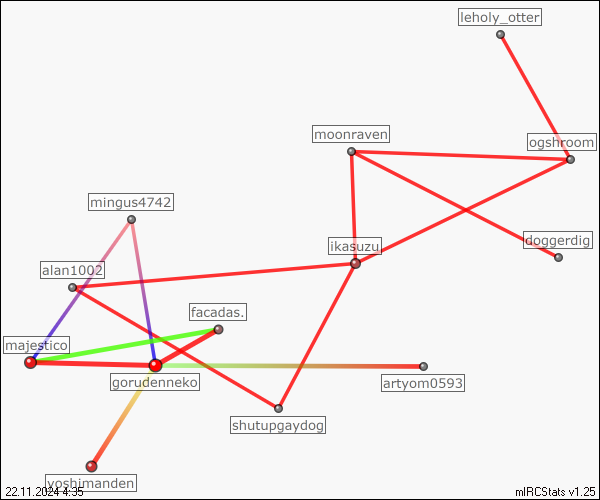 leholy_otter
moonraven
ogshroom
mingus4742
doggerdig
ikasuzu
alan1002
facadas.
majestico
gorudenneko
artyom0593
shutupgaydog
yoshimanden
22.11.2024 4:35
mIRCStats v1.25